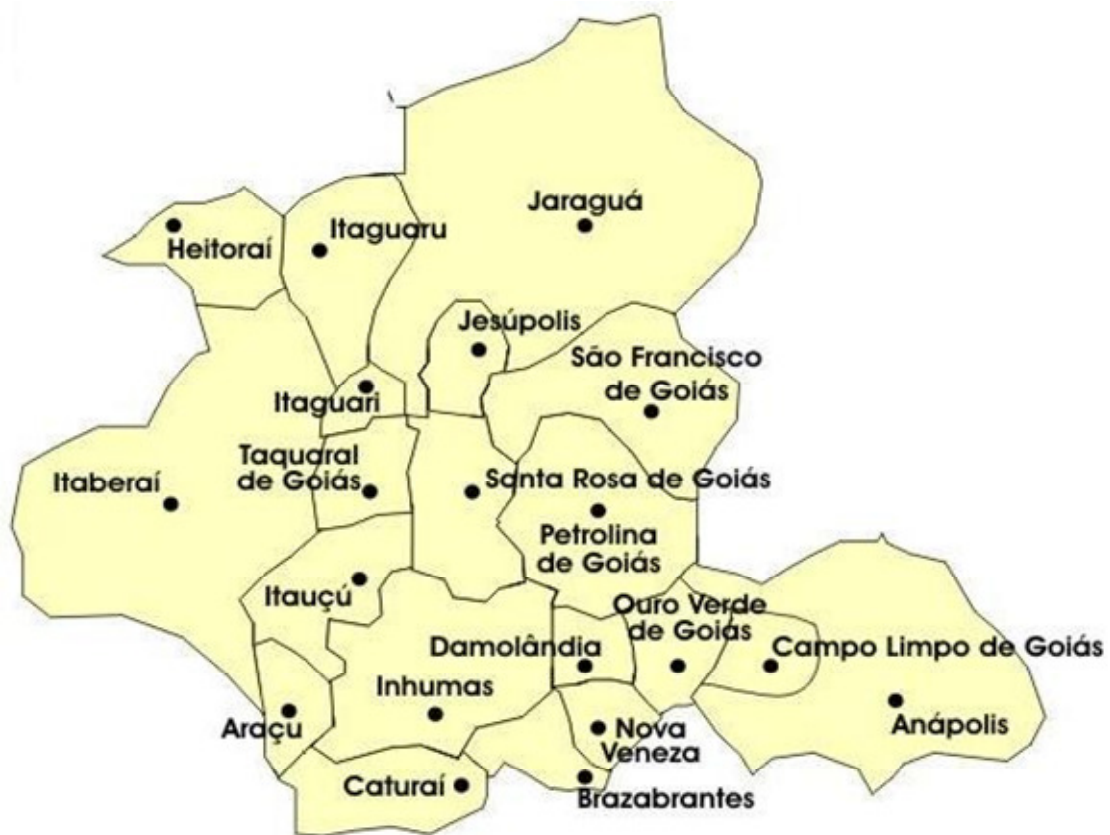 Jaraguá
Itaguaru
Heitoraí
Jesúpolis
São Francisco
de Goiás
Itaguari
Taquaral
de Goiás
Itaberaí
Santa Rosa de Goiás
Petrolina
de Goiás
Itauçú
Ouro Verde
de Goiás
Damolândia
Campo Limpo de Goiás
Inhumas
Araçu
Anápolis
Nova
Veneza
Caturaí
Brazabrantes